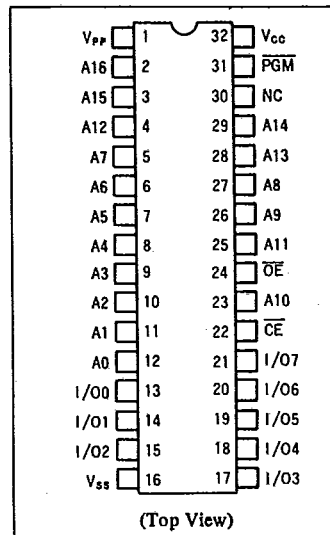 VPP 1 32 VCC
A16 2 31 PGM
A15 3 30 NC
A12 4 29 A14
A7 5 28 A13
A6 6 27 A8
A5 7 26 A9
A4 8 25 A11
A3 9 24 OE
A2 10 23 A10
A1 11 22 CE
A0 12 21 I/O7
I/O0 13 20 I/O6
I/O1 14 19 I/O5
I/O2 15 18 I/O4
VSS 16 17 I/O3
(Top View)